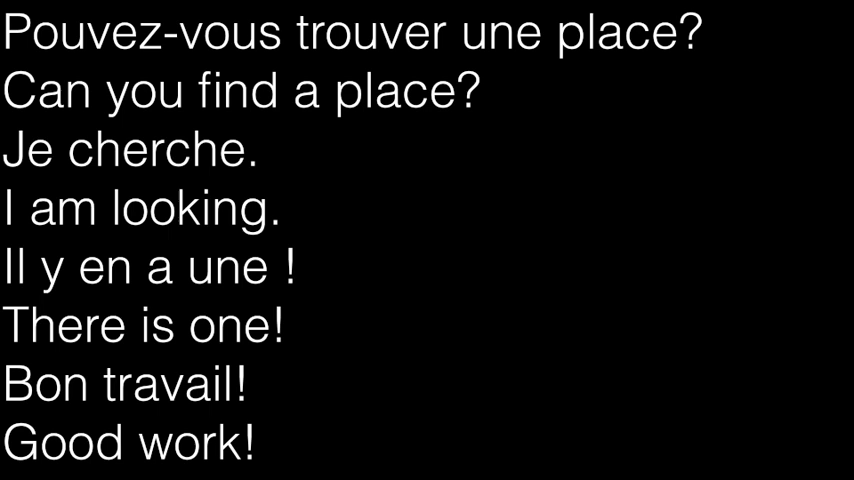 Pouvez-vous trouver une place?
Can you find a place?
Je cherche.
I am looking.
Il y en a une !
There is one!
Bon travail!
Good work!